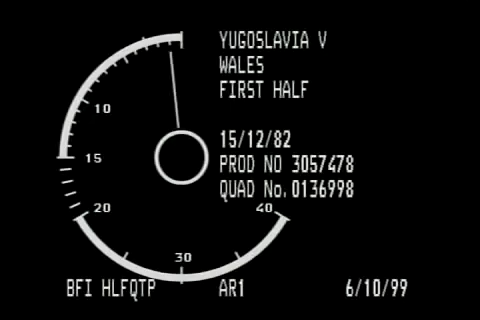 YUGOSLAVIA V
WALES
FIRST HALF
10
15/12/82
15
PROD NO 3057478
QUAD No. 0136998
20
40
30
BFI HLFQTP AR1 6/10/99